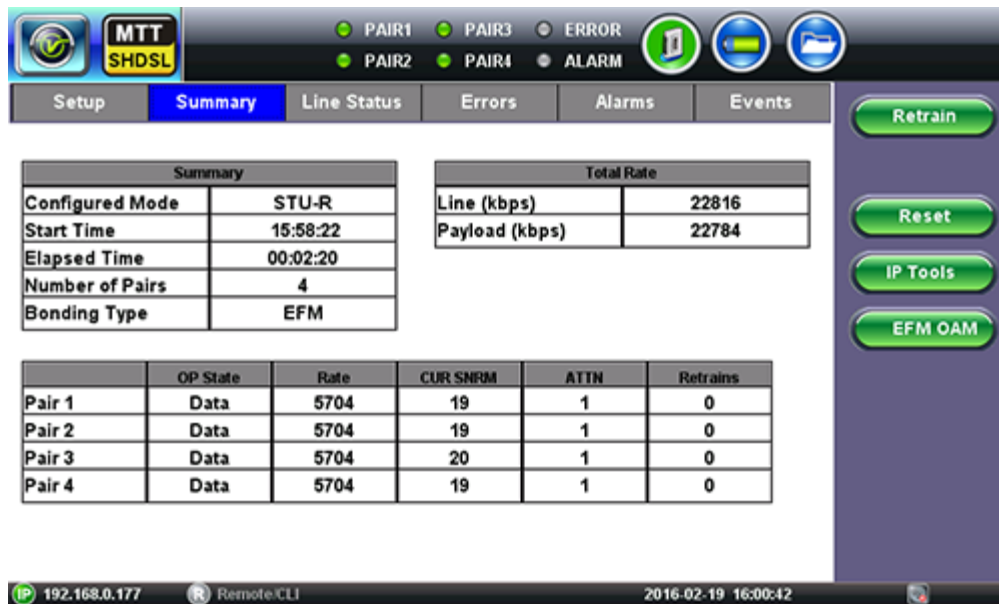 MTT
SHDSL
PAIR1 PAIR3 ERROR
PAIR2 PAIR4 ALARM
Setup Summary Line Status Errors Alarms Events
Retrain
Reset
IP Tools
EFM OAM
Summary
Configured Mode STU-R
Start Time 15:58:22
Elapsed Time 00:02:20
Number of Pairs 4
Bonding Type EFM
Total Rate
Line (kbps) 22816
Payload (kbps) 22784
OP State Rate CUR SNRM ATTN Retrains
Pair 1 Data 5704 19 1 0
Pair 2 Data 5704 19 1 0
Pair 3 Data 5704 20 1 0
Pair 4 Data 5704 19 1 0
IP 192.168.0.177 R Remote/CLI 2016-02-19 16:00:42